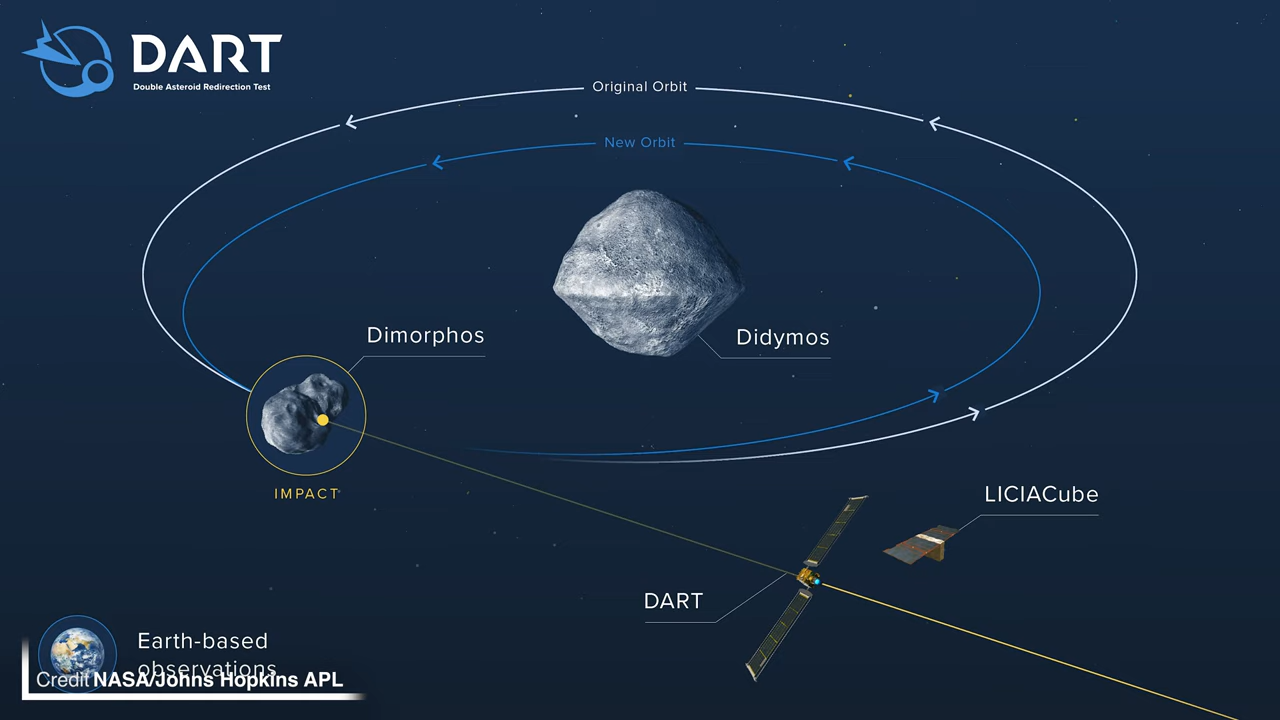 DART
Double Asteroid Redirection Test
Original Orbit
New Orbit
Dimorphos
Didymos
IMPACT
LICIACube
DART
Earth-based
observations
Credit NASA/Johns Hopkins APL